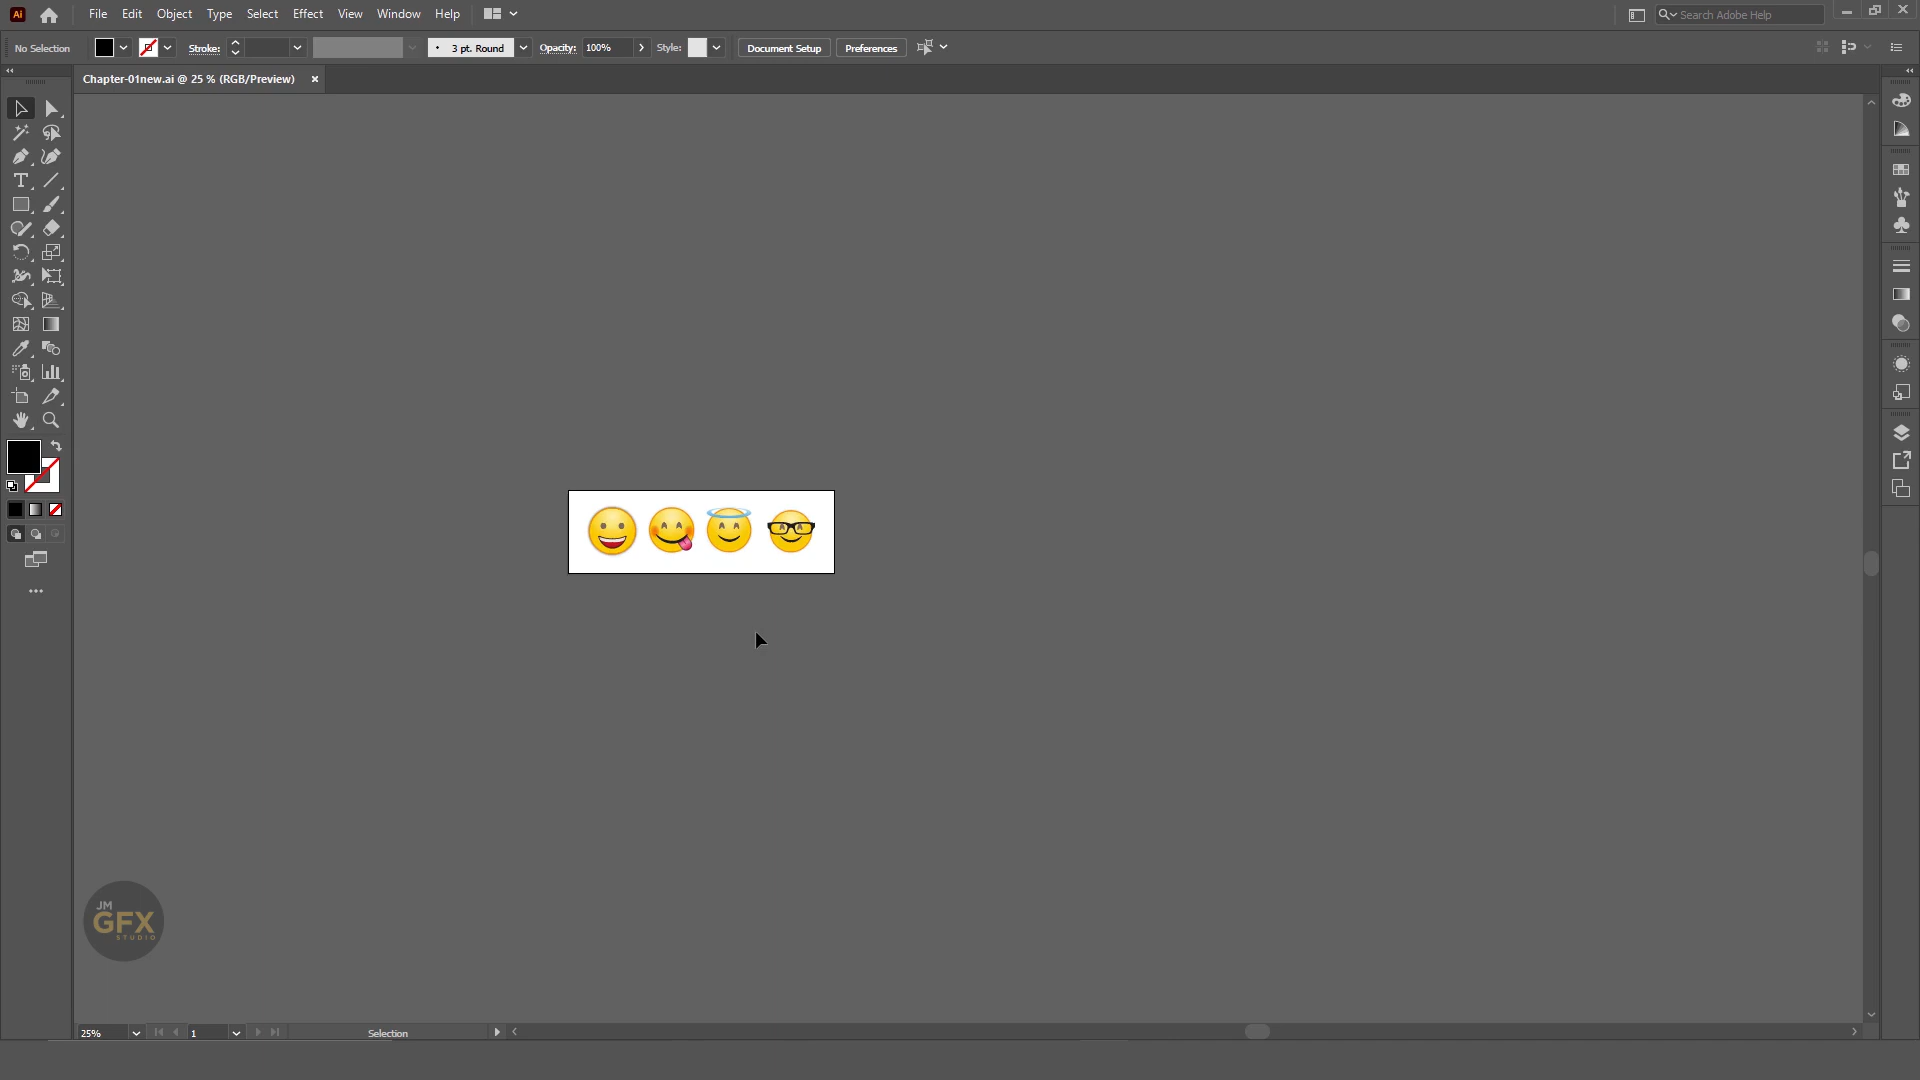 Ai File Edit Object Type Select Effect View Window Help Search Adobe Help
No Selection Stroke: 3 pt. Round Opacity: 100% Style: Document Setup Preferences
Chapter-01new.ai @ 25 % (RGB/Preview) ×
JM
GFX
STUDIO
25% 1 Selection